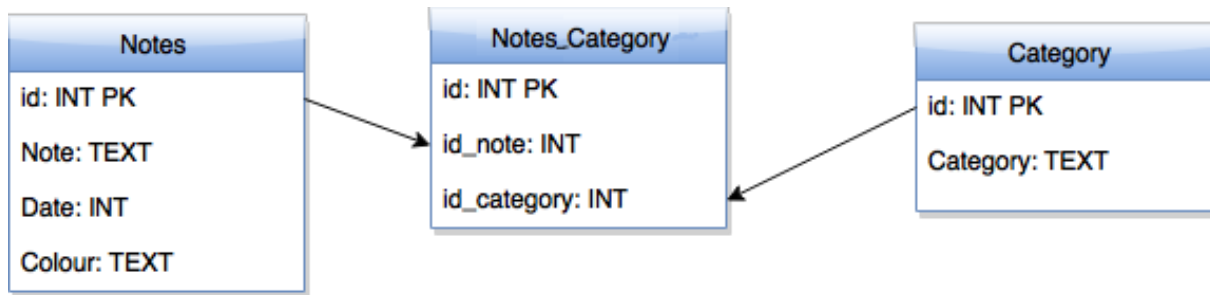 Notes
id: INT PK
Note: TEXT
Date: INT
Colour: TEXT
Notes_Category
id: INT PK
id_note: INT
id_category: INT
Category
id: INT PK
Category: TEXT